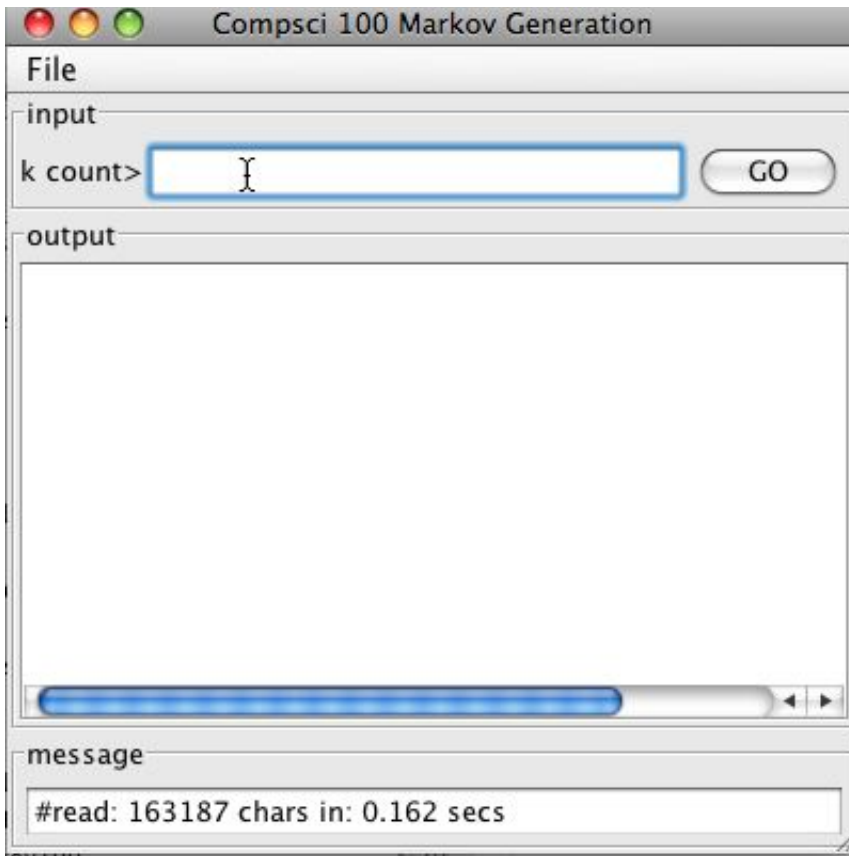 Compsci 100 Markov Generation
File
input
k count> GO
output
message
#read: 163187 chars in: 0.162 secs